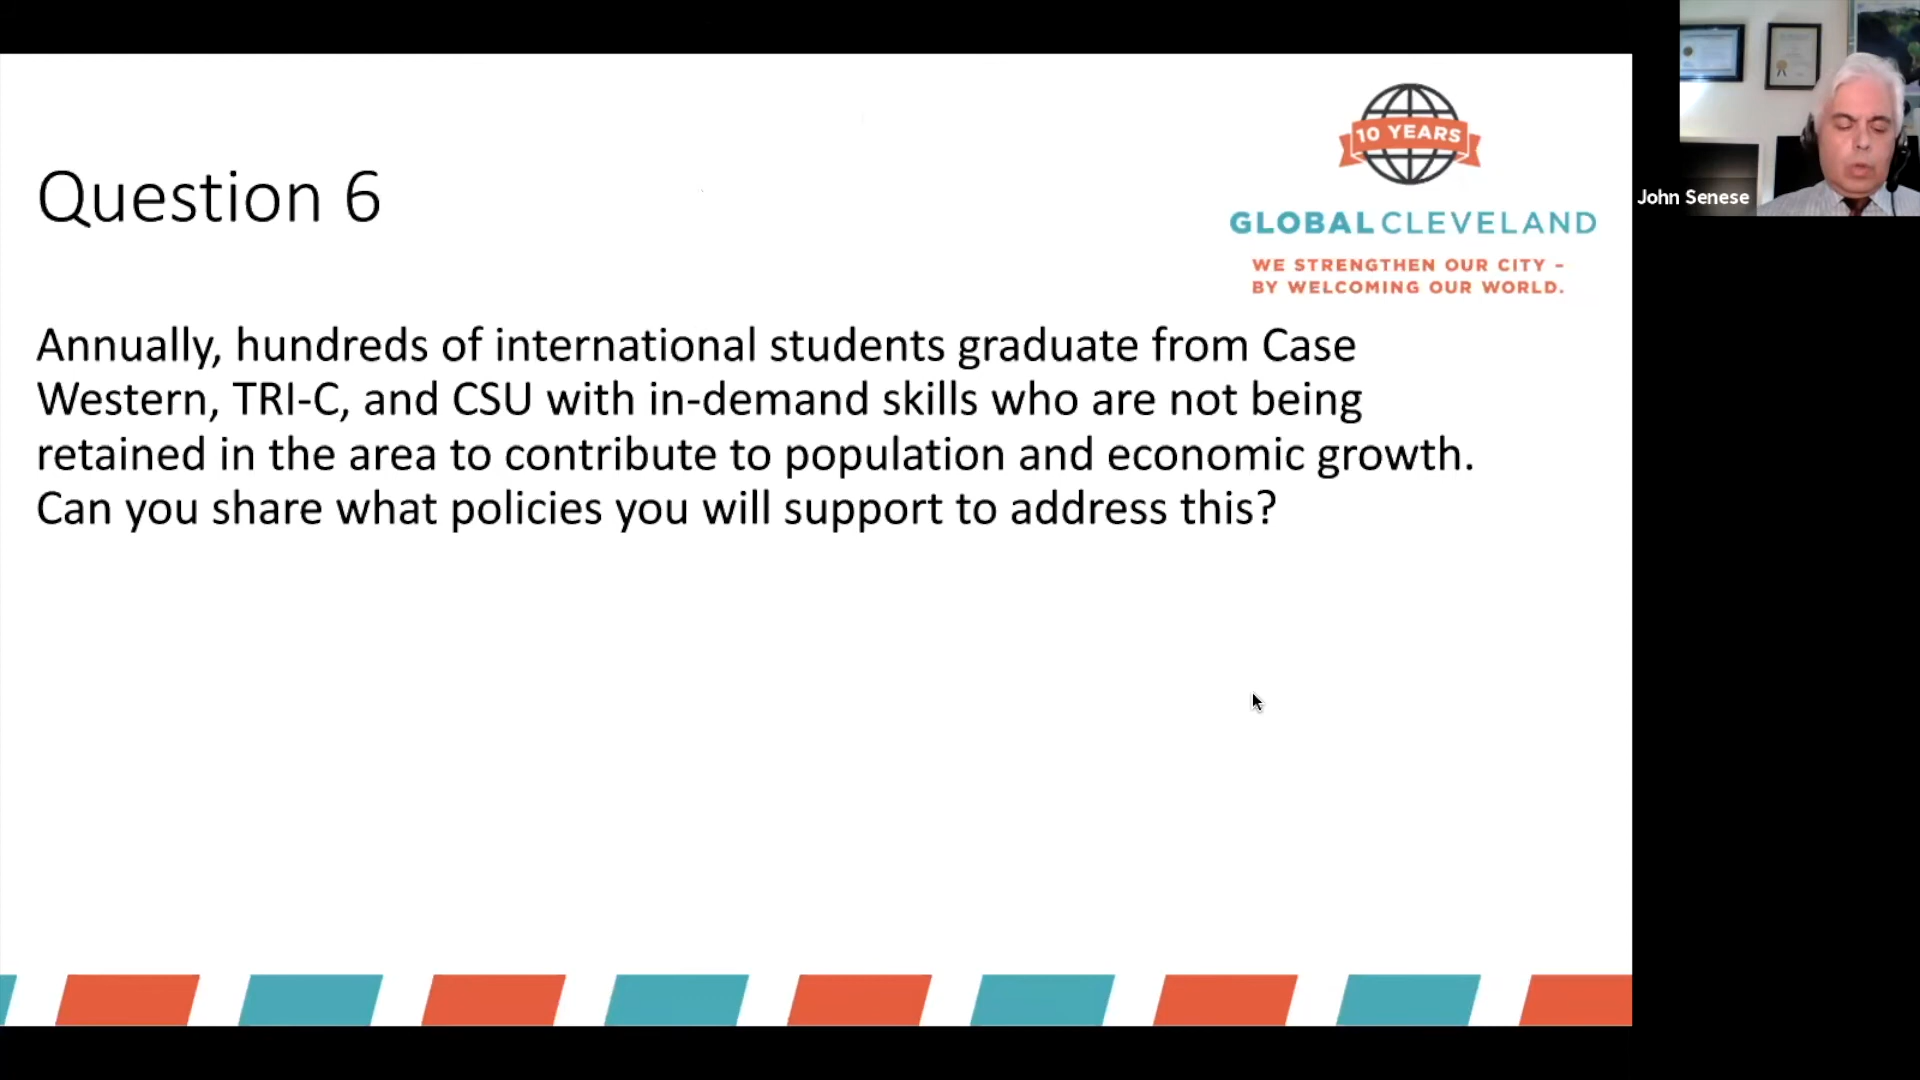 10 YEARS
GLOBAL CLEVELAND
WE STRENGTHEN OUR CITY -
BY WELCOMING OUR WORLD.
John Senese
Question 6
Annually, hundreds of international students graduate from Case
Western, TRI-C, and CSU with in-demand skills who are not being
retained in the area to contribute to population and economic growth.
Can you share what policies you will support to address this?